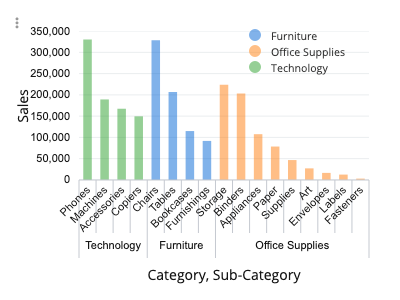 350,000
300,000
250,000
200,000
150,000
100,000
50,000
0
Sales
Furniture
Office Supplies
Technology
Phones
Machines
Accessories
Copiers
Chairs
Tables
Bookcases
Furnishings
Storage
Binders
Appliances
Paper
Supplies
Art
Envelopes
Labels
Fasteners
Technology
Furniture
Office Supplies
Category, Sub-Category